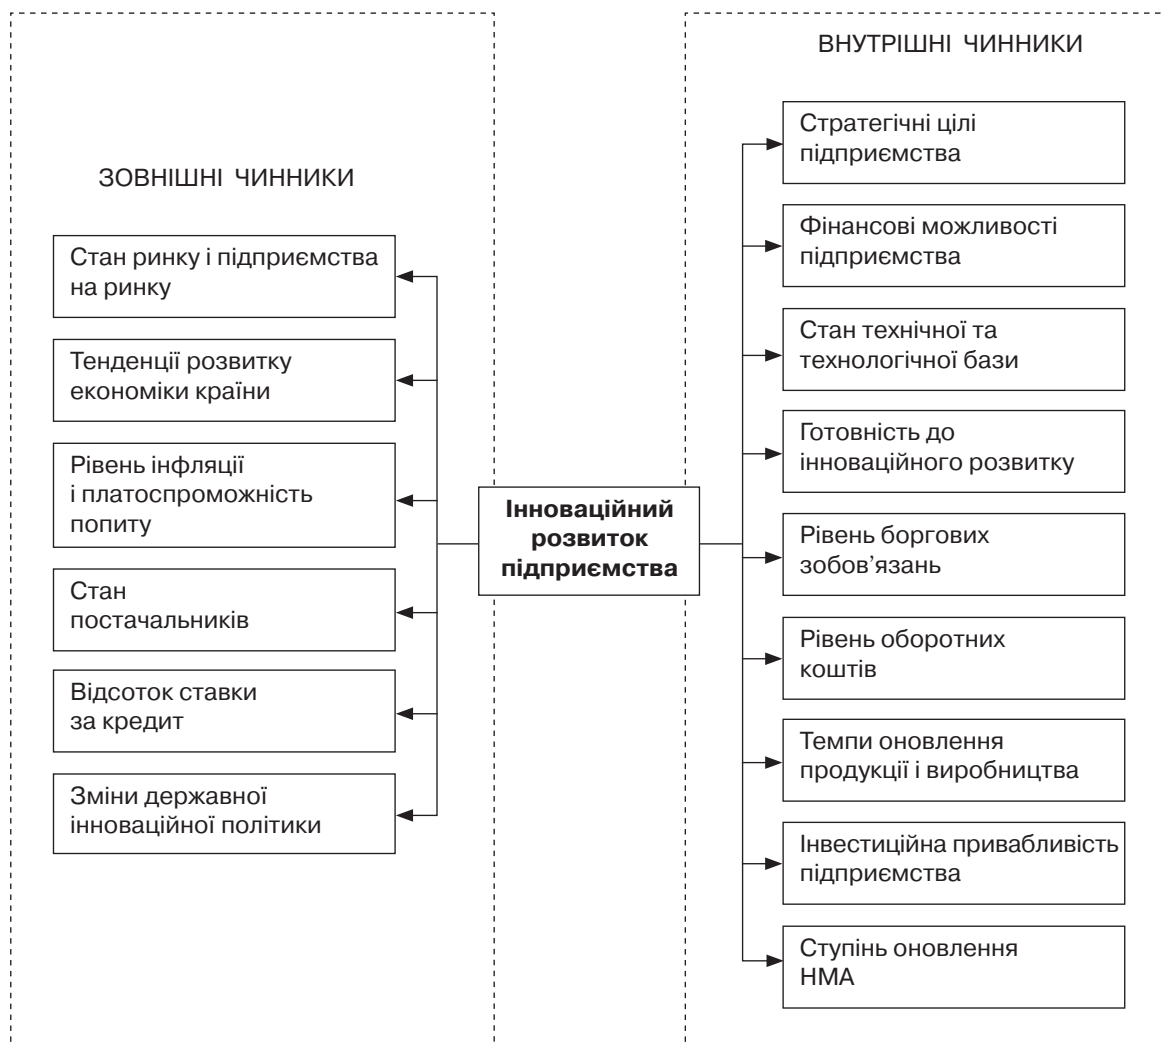 ЗОВНІШНІ ЧИННИКИ
Стан ринку і підприємства
на ринку
Тенденції розвитку
економіки країни
Рівень інфляції
і платоспроможність
попиту
Стан
постачальників
Відсоток ставки
за кредит
Зміни державної
інноваційної політики
Інноваційний
розвиток
підприємства
ВНУТРІШНІ ЧИННИКИ
Стратегічні цілі
підприємства
Фінансові можливості
підприємства
Стан технічної та
технологічної бази
Готовність до
інноваційного розвитку
Рівень боргових
зобов’язань
Рівень оборотних
коштів
Темпи оновлення
продукції і виробництва
Інвестиційна привабливість
підприємства
Ступінь оновлення
НМА